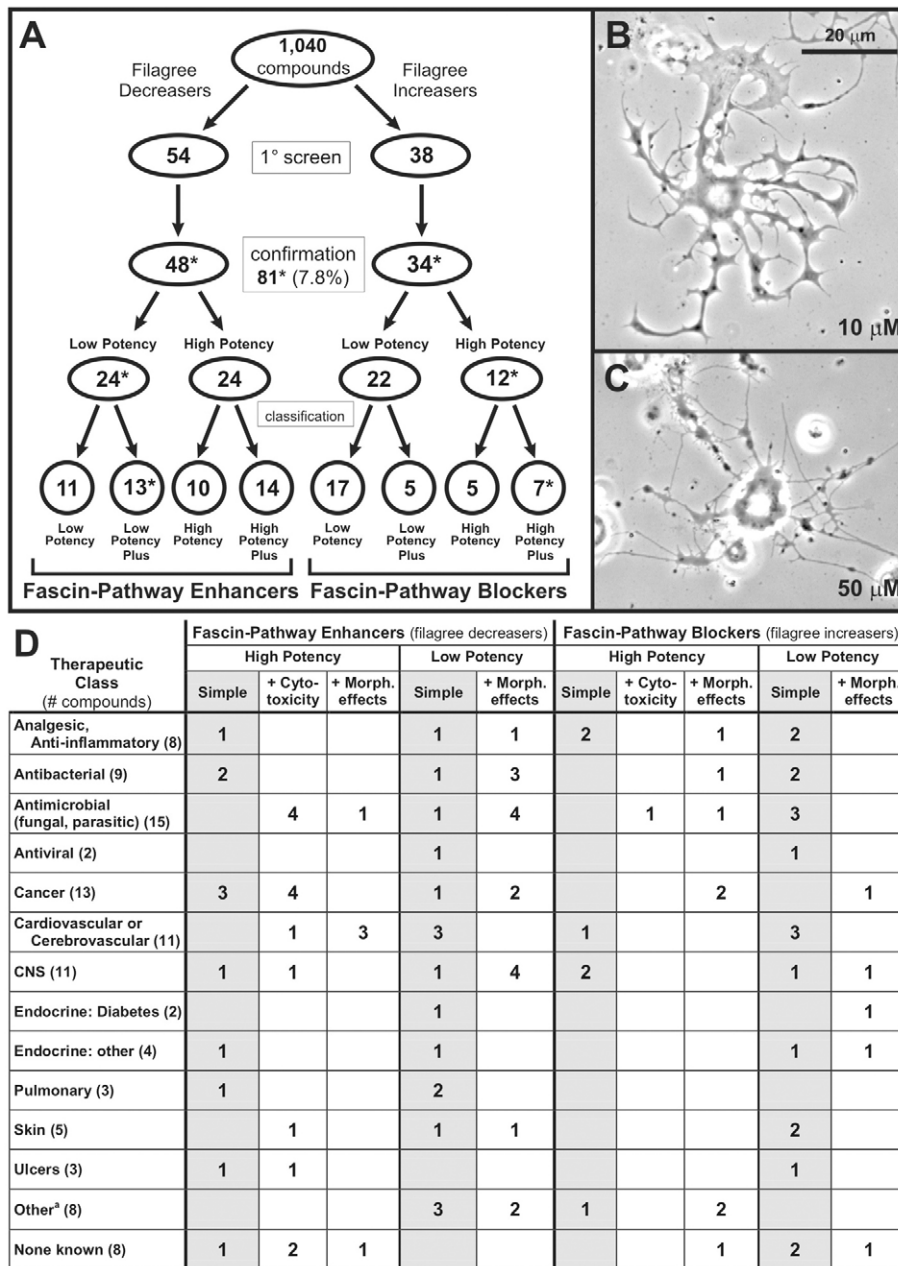 A
1,040
compounds
Filagree
Decreasers
Filagree
Increasers
54
1° screen
38
48*
confirmation
81* (7.8%)
34*
Low Potency
High Potency
Low Potency
High Potency
24*
24
22
12*
classification
11
13*
10
14
17
5
5
7*
Low
Potency
Low
Potency
Plus
High
Potency
High
Potency
Plus
Low
Potency
Low
Potency
Plus
High
Potency
High
Potency
Plus
Fascin-Pathway Enhancers
Fascin-Pathway Blockers
B
20 µm
10 µM
C
50 µM
D
Therapeutic
Class
(# compounds)
Fascin-Pathway Enhancers (filagree decreasers)
Fascin-Pathway Blockers (filagree increasers)
High Potency
Low Potency
High Potency
Low Potency
Simple
+ Cyto-
toxicity
+ Morph.
effects
Simple
+ Morph.
effects
Simple
+ Cyto-
toxicity
+ Morph.
effects
Simple
+ Morph.
effects
Analgesic,
Anti-inflammatory (8) 1 1 1 2 1 2
Antibacterial (9) 2 1 3 1 2
Antimicrobial
(fungal, parasitic) (15) 4 1 1 4 1 1 3
Antiviral (2) 1 1
Cancer (13) 3 4 1 2 2 1
Cardiovascular or
Cerebrovascular (11) 1 3 3 1 3
CNS (11) 1 1 1 4 2 1 1
Endocrine: Diabetes (2) 1 1
Endocrine: other (4) 1 1 1 1
Pulmonary (3) 1 2
Skin (5) 1 1 1 2
Ulcers (3) 1 1 1
Otherᵃ (8) 3 2 1 2
None known (8) 1 2 1 1 2 1